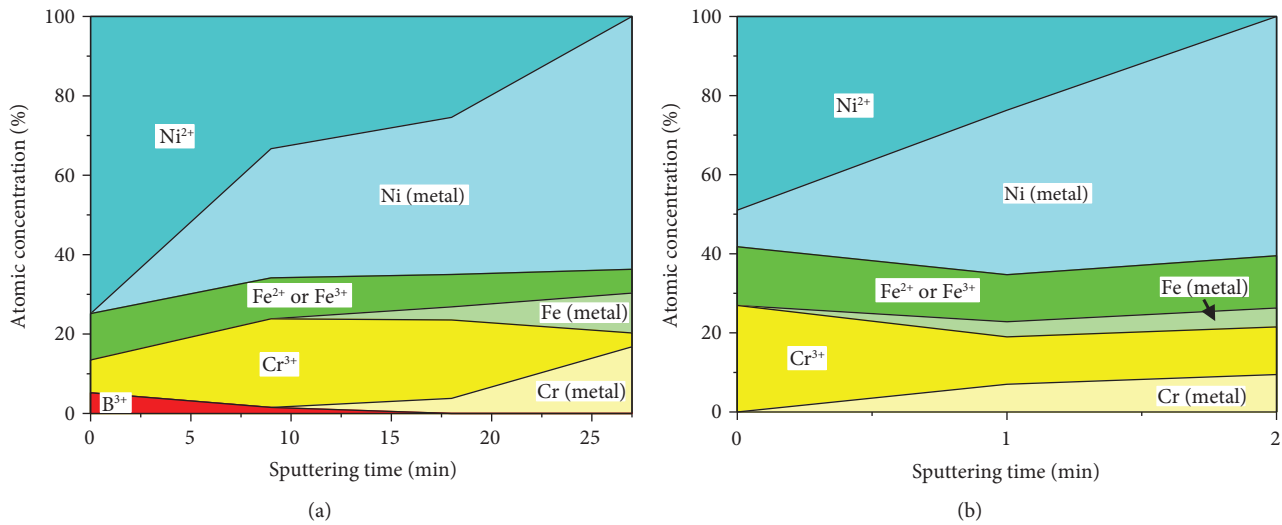 100
80
60
40
20
0
Atomic concentration (%)
Ni²⁺
Ni (metal)
Fe²⁺ or Fe³⁺
Fe (metal)
Cr³⁺
Cr (metal)
B³⁺
0 5 10 15 20 25
Sputtering time (min)
(a)
100
80
60
40
20
0
Atomic concentration (%)
Ni²⁺
Ni (metal)
Fe²⁺ or Fe³⁺
Fe (metal)
Cr³⁺
Cr (metal)
0 1 2
Sputtering time (min)
(b)